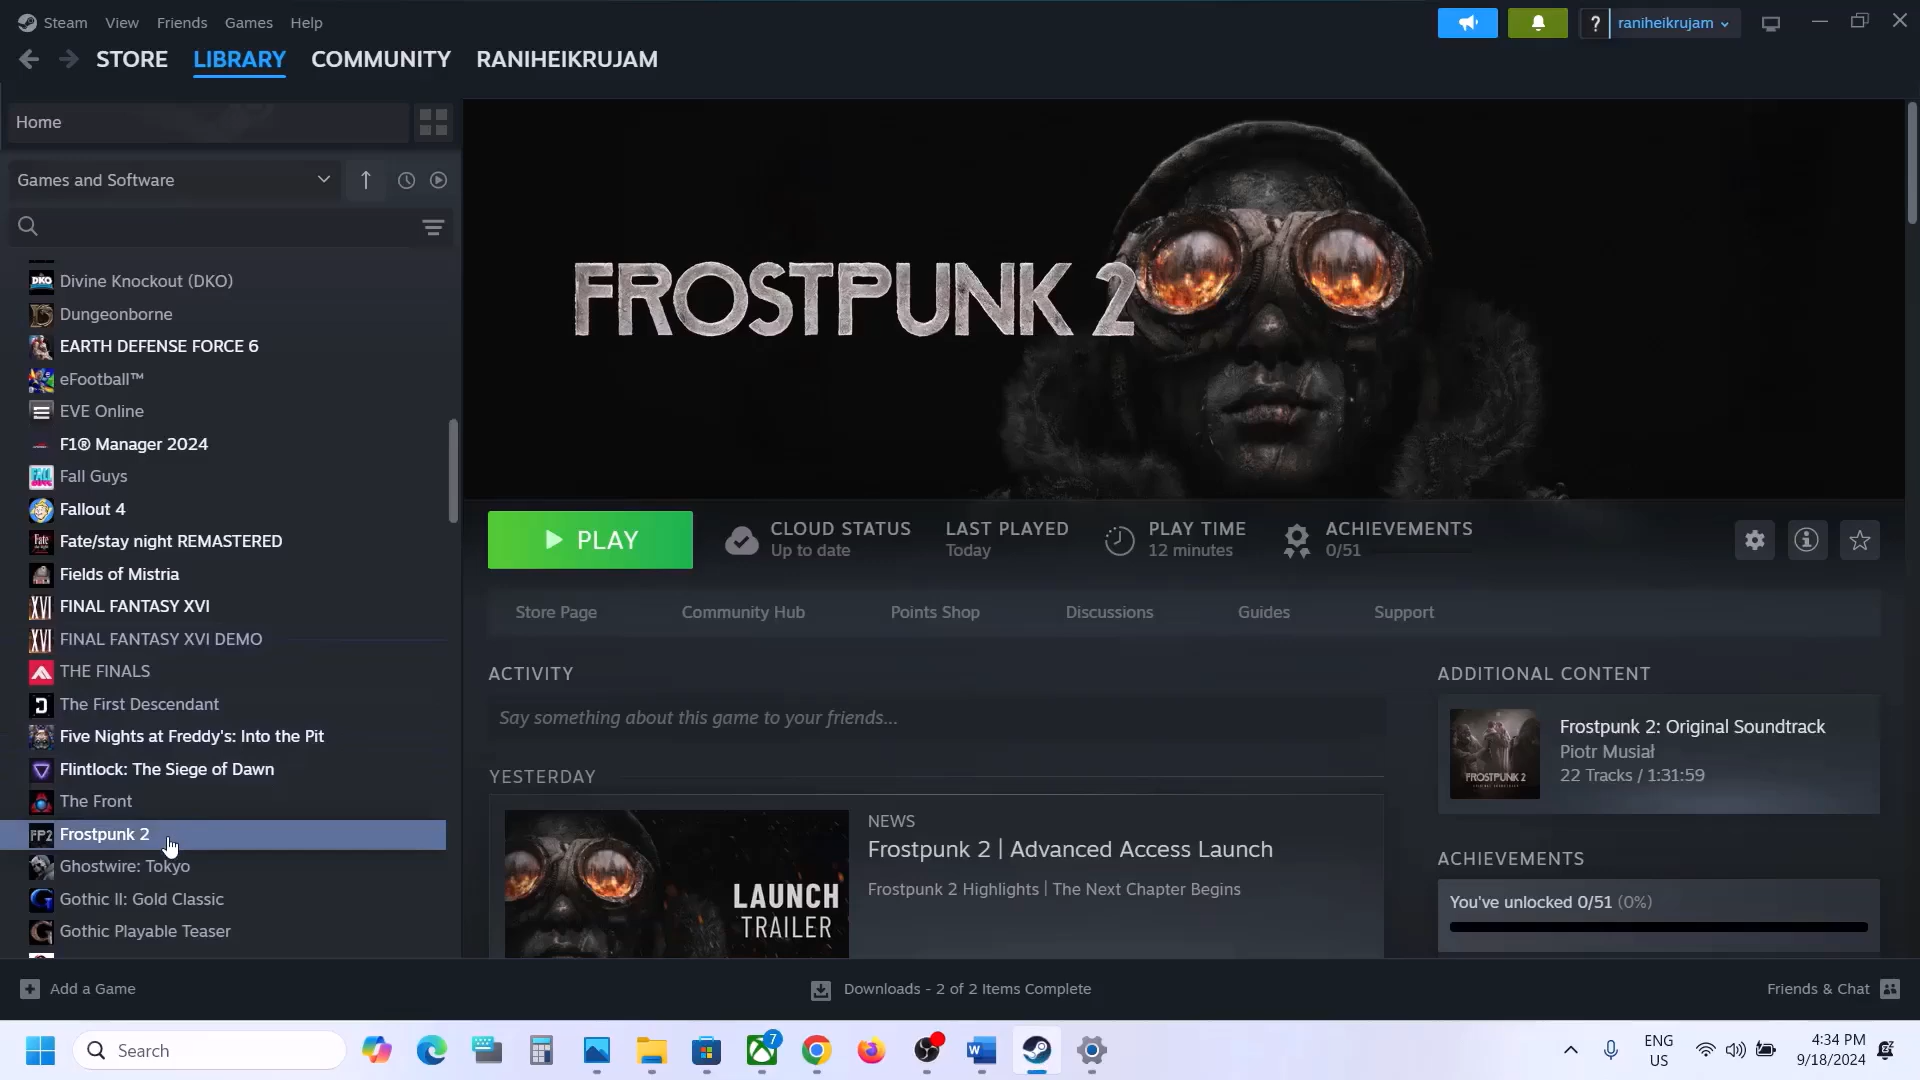 Steam View Friends Games Help
? raniheikrujam
STORE LIBRARY COMMUNITY RANIHEIKRUJAM
Home
Games and Software
Divine Knockout (DKO)
Dungeonborne
EARTH DEFENSE FORCE 6
eFootball™
EVE Online
F1® Manager 2024
Fall Guys
Fallout 4
Fate/stay night REMASTERED
Fields of Mistria
FINAL FANTASY XVI
FINAL FANTASY XVI DEMO
THE FINALS
The First Descendant
Five Nights at Freddy's: Into the Pit
Flintlock: The Siege of Dawn
The Front
FP2 Frostpunk 2
Ghostwire: Tokyo
Gothic II: Gold Classic
Gothic Playable Teaser
FROSTPUNK 2
PLAY
CLOUD STATUS
Up to date
LAST PLAYED
Today
PLAY TIME
12 minutes
ACHIEVEMENTS
0/51
Store Page Community Hub Points Shop Discussions Guides Support
ACTIVITY
Say something about this game to your friends...
YESTERDAY
LAUNCH
TRAILER
NEWS
Frostpunk 2 | Advanced Access Launch
Frostpunk 2 Highlights | The Next Chapter Begins
ADDITIONAL CONTENT
FROSTPUNK 2
Frostpunk 2: Original Soundtrack
Piotr Musiał
22 Tracks / 1:31:59
ACHIEVEMENTS
You've unlocked 0/51 (0%)
Add a Game
Downloads - 2 of 2 Items Complete
Friends & Chat
Search
7
ENG
US
4:34 PM
9/18/2024